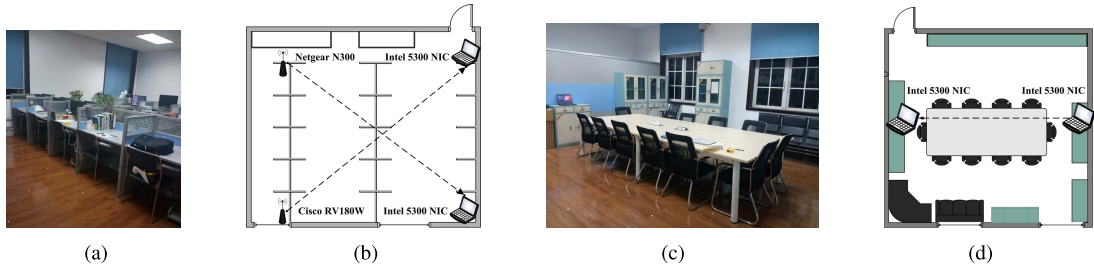 Netgear N300 Intel 5300 NIC
Cisco RV180W Intel 5300 NIC
Intel 5300 NIC Intel 5300 NIC
(a) (b) (c) (d)